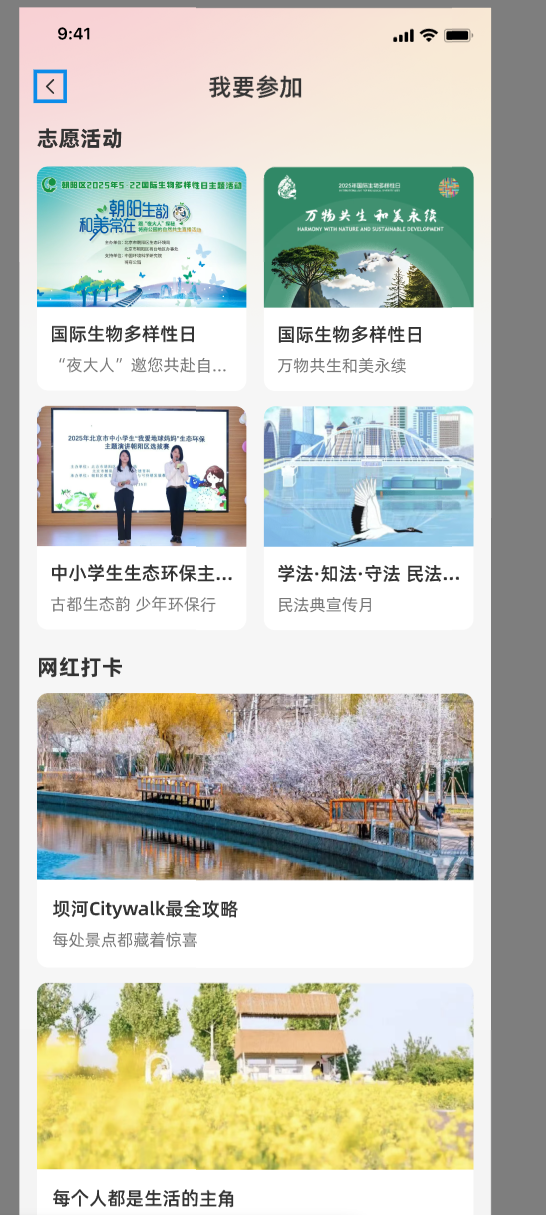 9:41
我要参加
志愿活动
朝阳区2025年5·22国际生物多样性日主题活动
朝阳生韵
和美常在
2025年国际生物多样性日
万物共生 和美永续
HARMONY WITH NATURE AND SUSTAINABLE DEVELOPMENT
国际生物多样性日
“夜大人”邀您共赴自...
国际生物多样性日
万物共生和美永续
2025年北京市中小学生“我爱地球妈妈”生态环保
主题演讲朝阳区选拔赛
中小学生生态环保主...
古都生态韵 少年环保行
学法·知法·守法 民法...
民法典宣传月
网红打卡
坝河Citywalk最全攻略
每处景点都藏着惊喜
每个人都是生活的主角